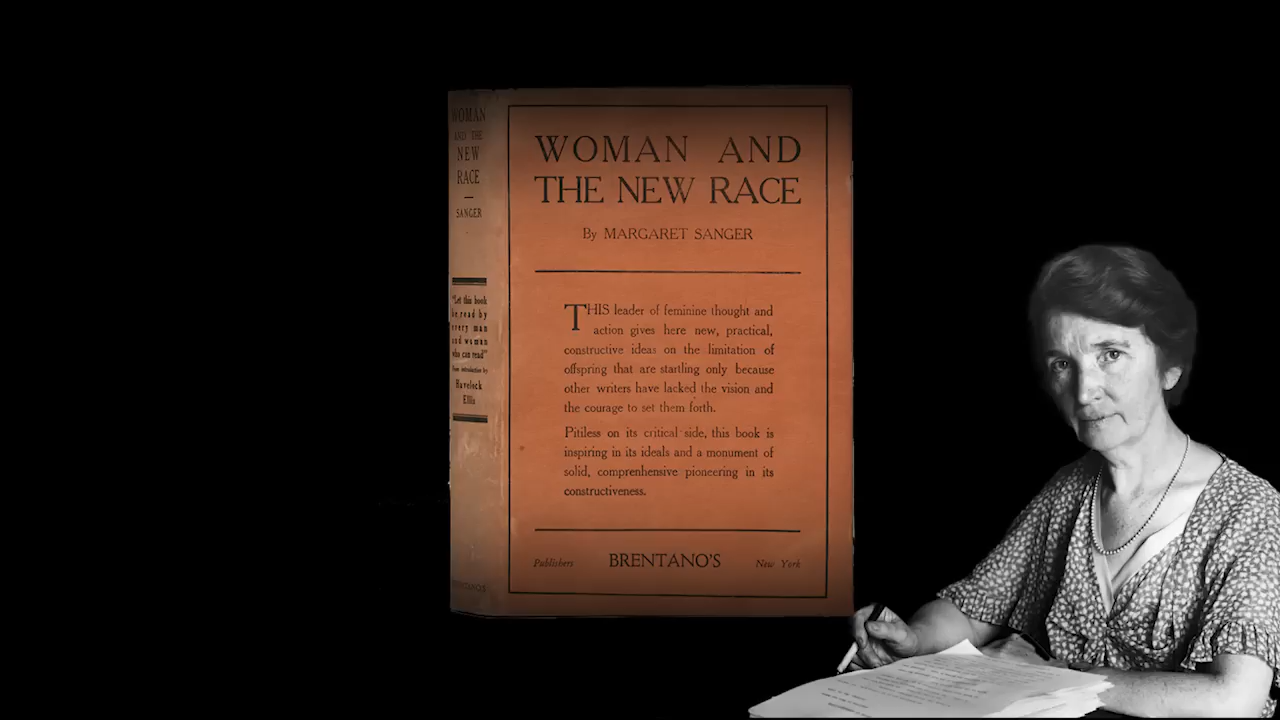 WOMAN
AND THE
NEW
RACE
SANGER
"Let this book
be read by
every man
and woman
who can read"
from introduction by
Havelock
Ellis
BRENTANO'S
WOMAN AND
THE NEW RACE
By MARGARET SANGER
THIS leader of feminine thought and
action gives here new, practical,
constructive ideas on the limitation of
offspring that are startling only because
other writers have lacked the vision and
the courage to set them forth.
Pitiless on its critical side, this book is
inspiring in its ideals and a monument of
solid, comprenhensive pioneering in its
constructiveness.
Publishers BRENTANO'S New York